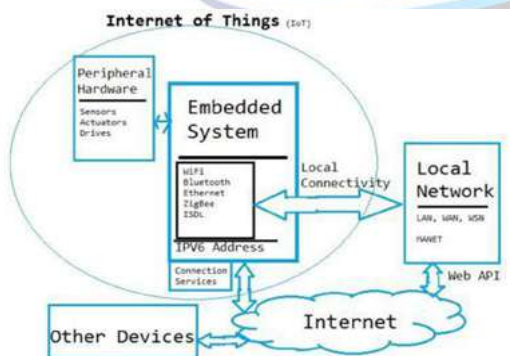 Internet of Things (IoT)
Peripheral
Hardware
Sensors
Actuators
Drives
Embedded
System
WiFi
Bluetooth
Ethernet
ZigBee
ISDL
IPV6 Address
Connection
Services
Local
Connectivity
Local
Network
LAN, WAN, WSN
MANET
Web API
Internet
Other Devices